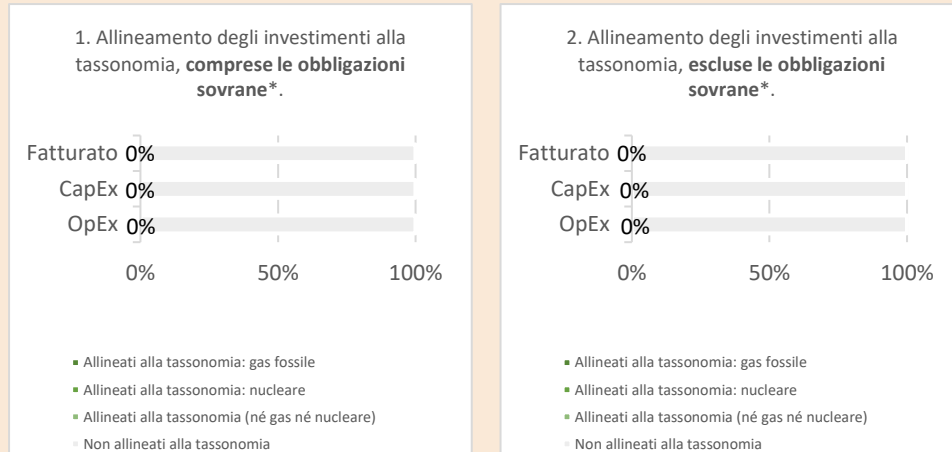 1. Allineamento degli investimenti alla
tassonomia, comprese le obbligazioni
sovrane*.
Fatturato 0%
CapEx 0%
OpEx 0%
0% 50% 100%
Allineati alla tassonomia: gas fossile
Allineati alla tassonomia: nucleare
Allineati alla tassonomia (né gas né nucleare)
Non allineati alla tassonomia
2. Allineamento degli investimenti alla
tassonomia, escluse le obbligazioni
sovrane*.
Fatturato 0%
CapEx 0%
OpEx 0%
0% 50% 100%
Allineati alla tassonomia: gas fossile
Allineati alla tassonomia: nucleare
Allineati alla tassonomia (né gas né nucleare)
Non allineati alla tassonomia